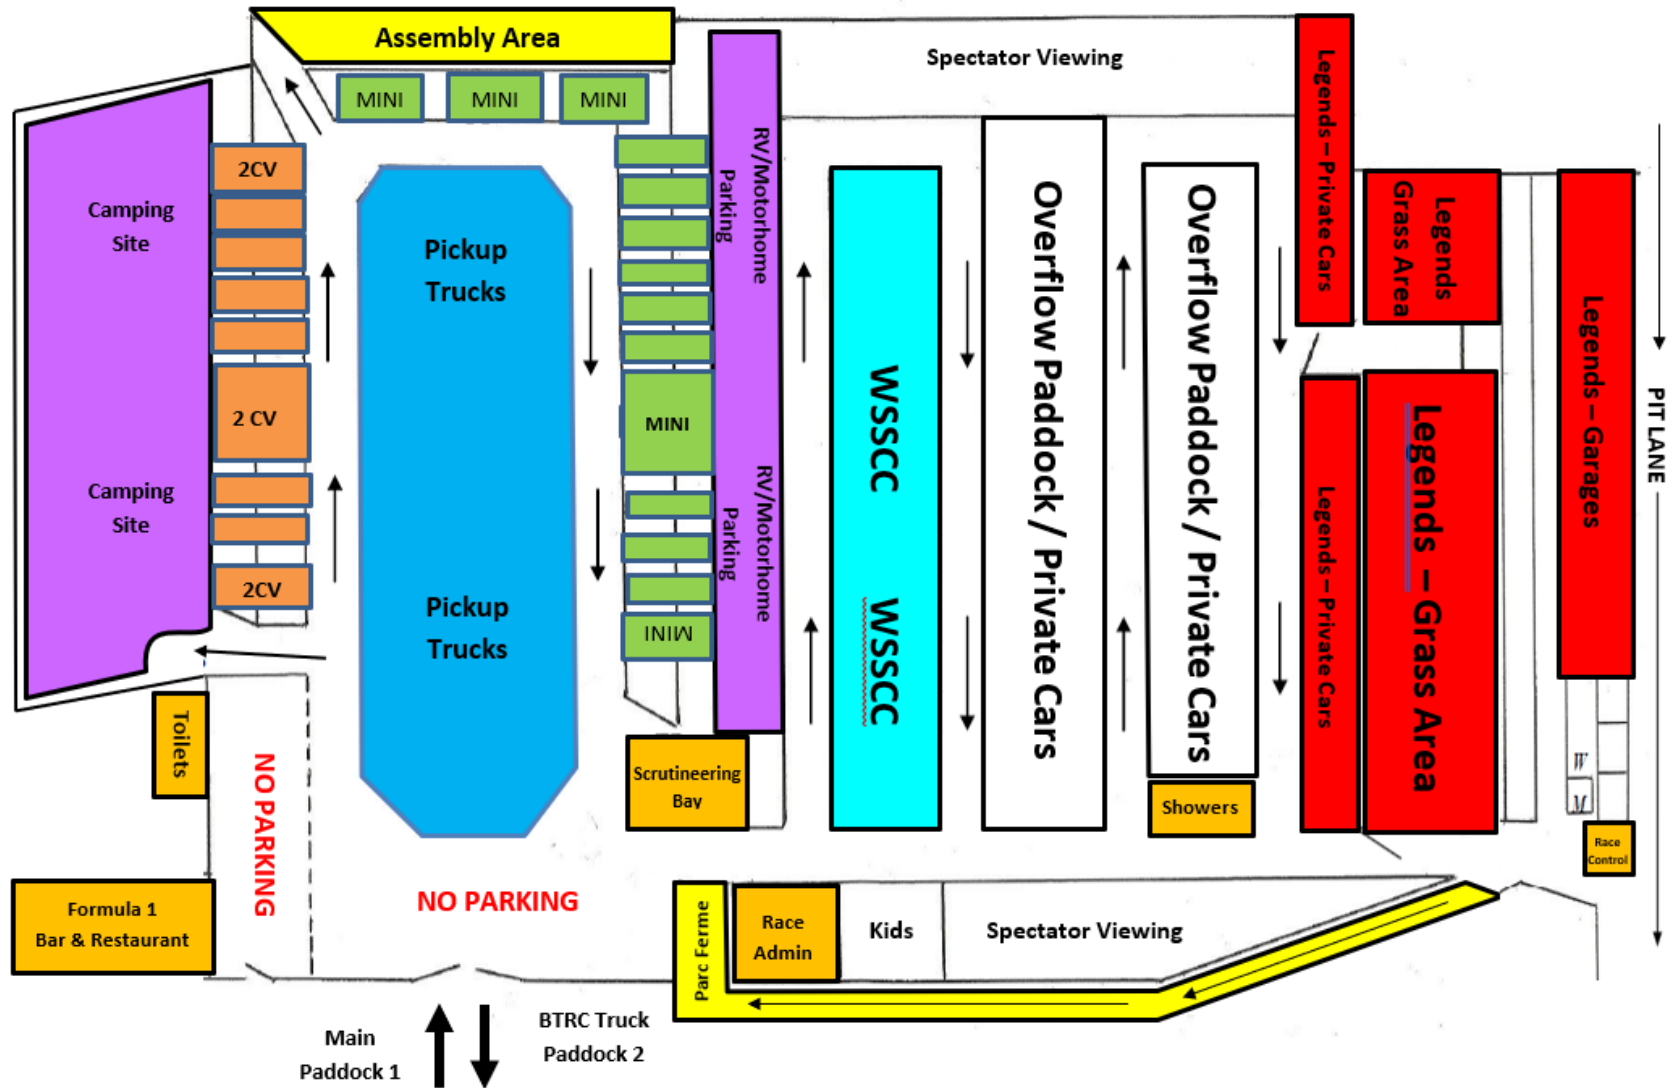 Assembly Area
Spectator Viewing
MINI
MINI
MINI
2CV
Camping
Site
Pickup
Trucks
RV/Motorhome
Parking
Legends – Private Cars
Legends
Grass Area
2 CV
MINI
WSSCC
Overflow Paddock / Private Cars
Overflow Paddock / Private Cars
Legends – Garages
PIT LANE
Camping
Site
RV/Motorhome
Parking
Legends – Private Cars
Legends – Grass Area
2CV
Pickup
Trucks
MINI
WSSCC
Toilets
NO PARKING
Scrutineering
Bay
Showers
W
M
Race
Control
Formula 1
Bar & Restaurant
NO PARKING
Parc Ferme
Race
Admin
Kids
Spectator Viewing
Main
Paddock 1
BTRC Truck
Paddock 2